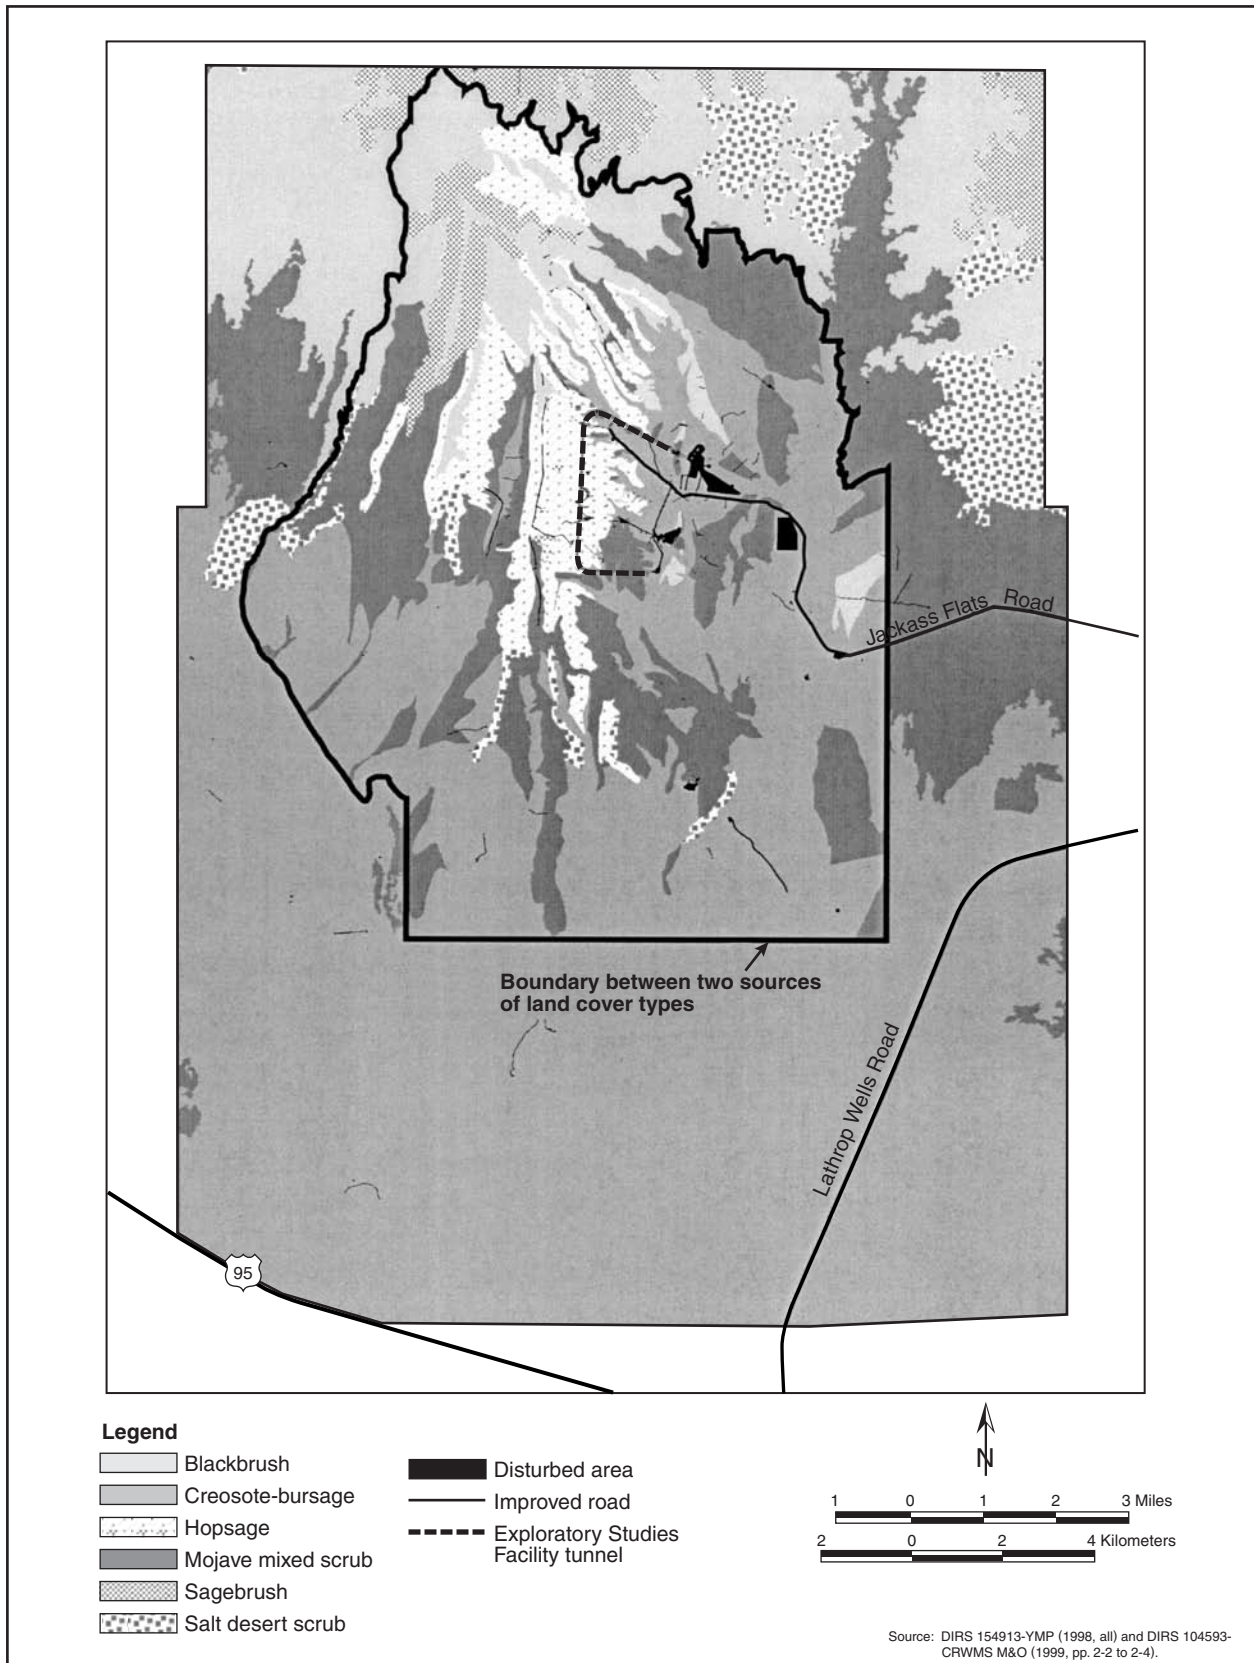 Jackass Flats Road
Boundary between two sources
of land cover types
Lathrop Wells Road
95
Legend
Blackbrush
Creosote-bursage
Hopsage
Mojave mixed scrub
Sagebrush
Salt desert scrub
Disturbed area
Improved road
Exploratory Studies
Facility tunnel
N
1 0 1 2 3 Miles
2 0 2 4 Kilometers
Source: DIRS 154913-YMP (1998, all) and DIRS 104593-
CRWMS M&O (1999, pp. 2-2 to 2-4).